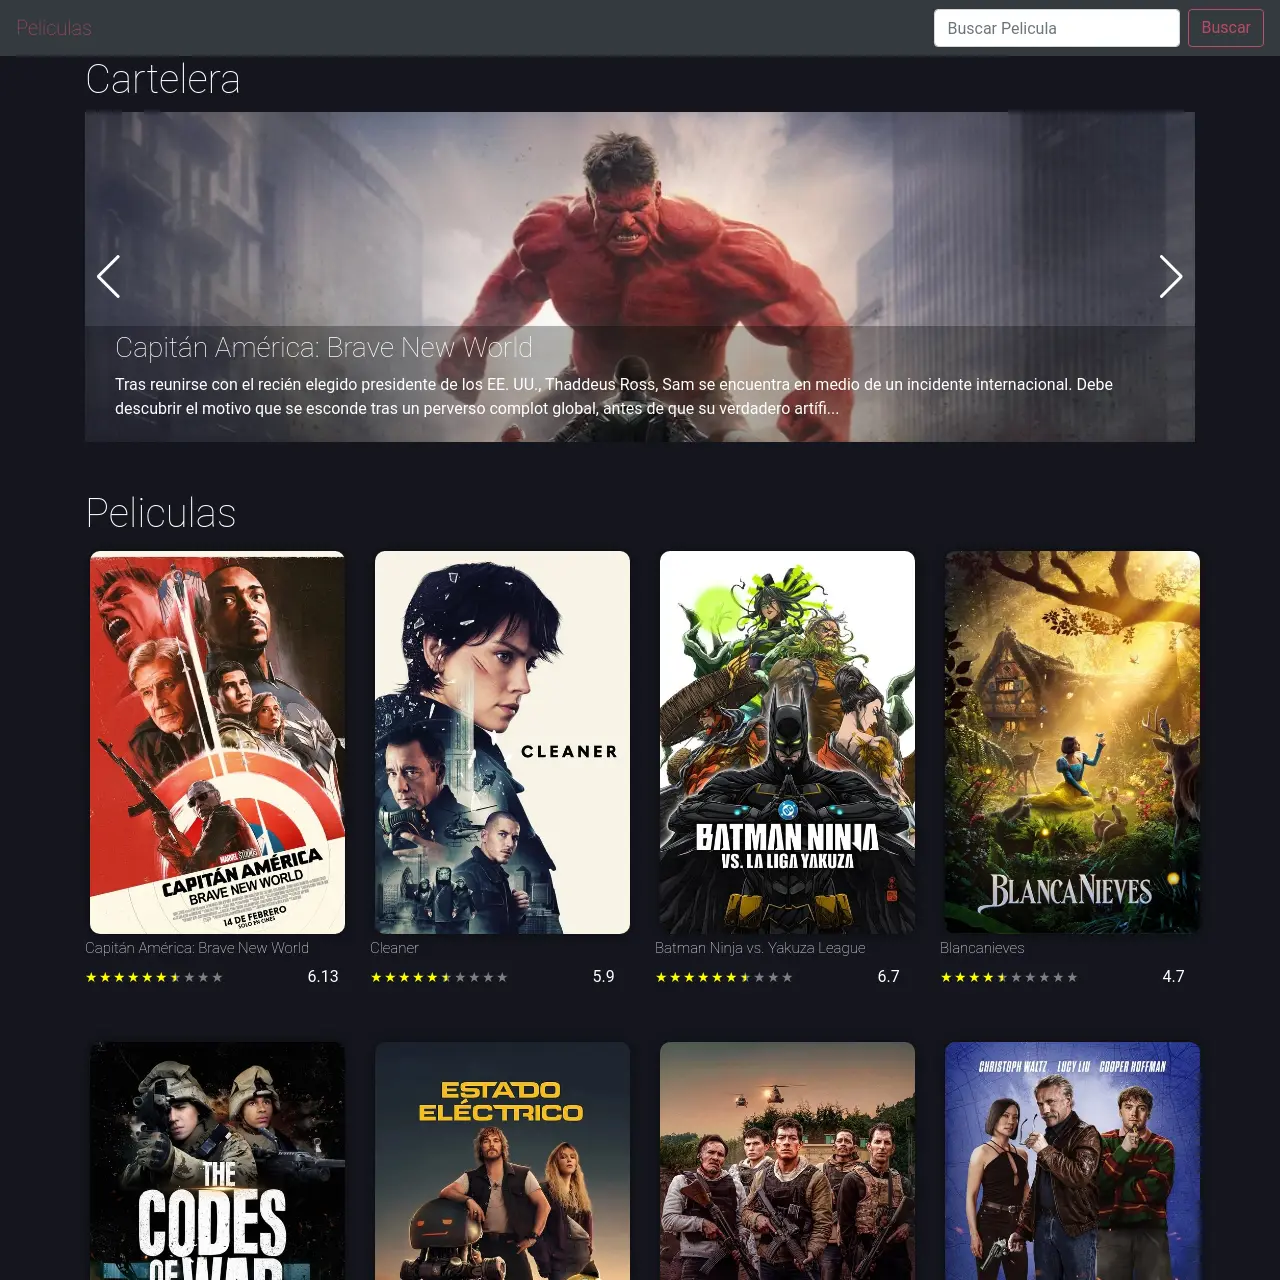 Peliculas
Buscar Pelicula
Buscar
Cartelera
Capitán América: Brave New World
Tras reunirse con el recién elegido presidente de los EE. UU., Thaddeus Ross, Sam se encuentra en medio de un incidente internacional. Debe
descubrir el motivo que se esconde tras un perverso complot global, antes de que su verdadero artífi...
Peliculas
MARVEL STUDIOS
CAPITÁN AMÉRICA
BRAVE NEW WORLD
14 DE FEBRERO
SOLO EN CINES
CLEANER
BATMAN NINJA
VS. LA LIGA YAKUZA
BLANCANIEVES
Capitán América: Brave New World
6.13
Cleaner
5.9
Batman Ninja vs. Yakuza League
6.7
Blancanieves
4.7
THE
CODES
OF WAR
ESTADO
ELÉCTRICO
CHRISTOPH WALTZ LUCY LIU COOPER HOFFMAN